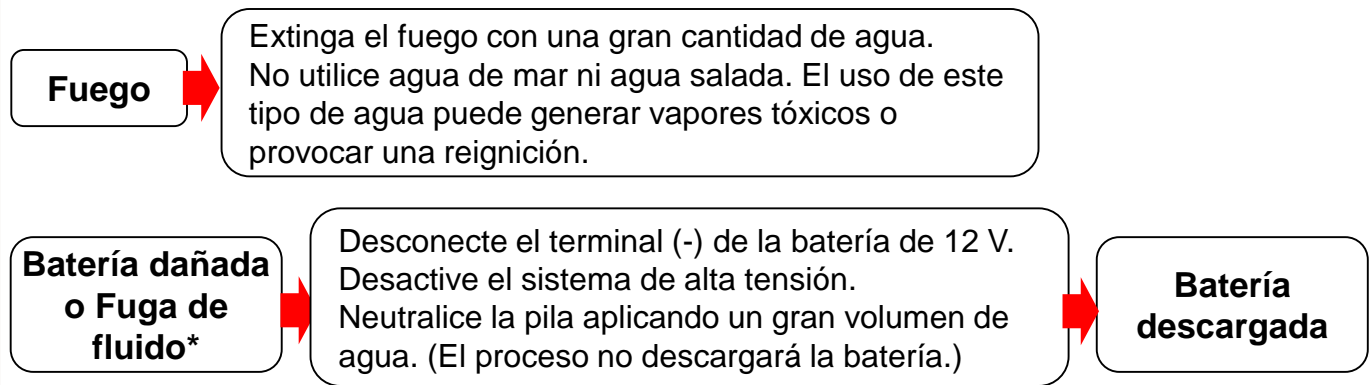 Fuego
Extinga el fuego con una gran cantidad de agua.
No utilice agua de mar ni agua salada. El uso de este
tipo de agua puede generar vapores tóxicos o
provocar una reignición.
Batería dañada
o Fuga de
fluido*
Desconecte el terminal (-) de la batería de 12 V.
Desactive el sistema de alta tensión.
Neutralice la pila aplicando un gran volumen de
agua. (El proceso no descargará la batería.)
Batería
descargada